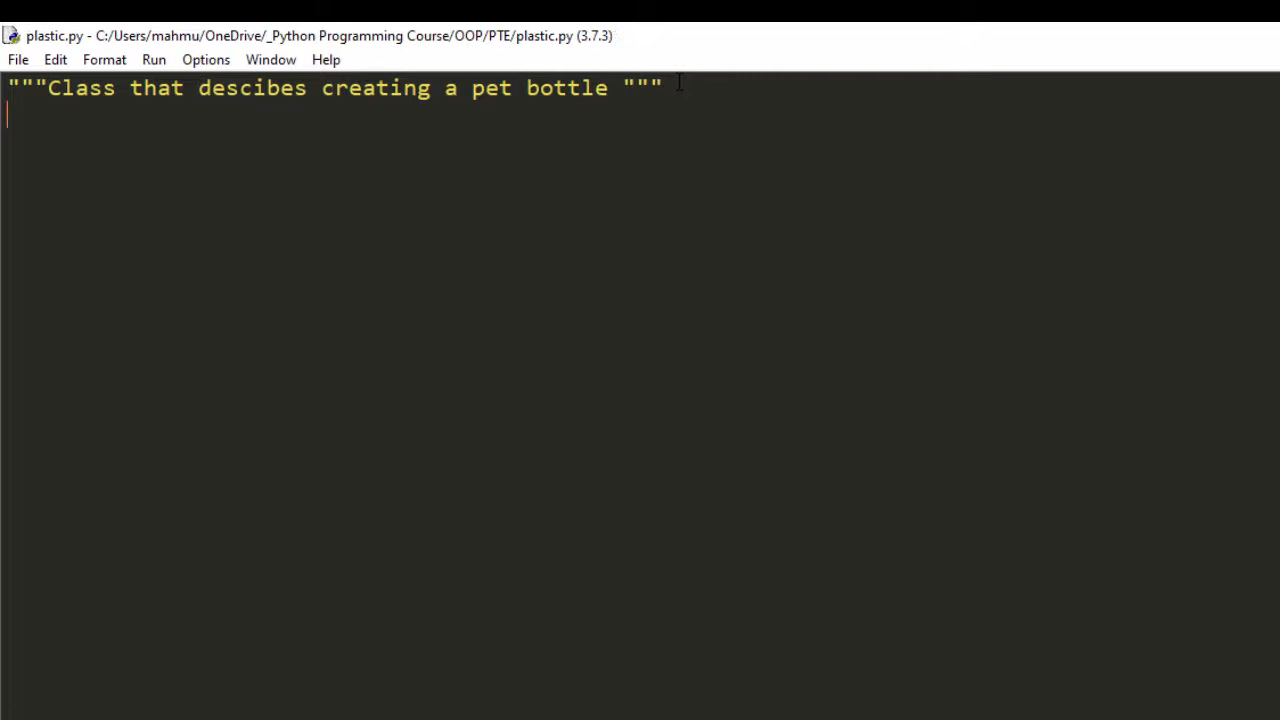 plastic.py - C:/Users/mahmu/OneDrive/_Python Programming Course/OOP/PTE/plastic.py (3.7.3)
File Edit Format Run Options Window Help
"""Class that descibes creating a pet bottle """